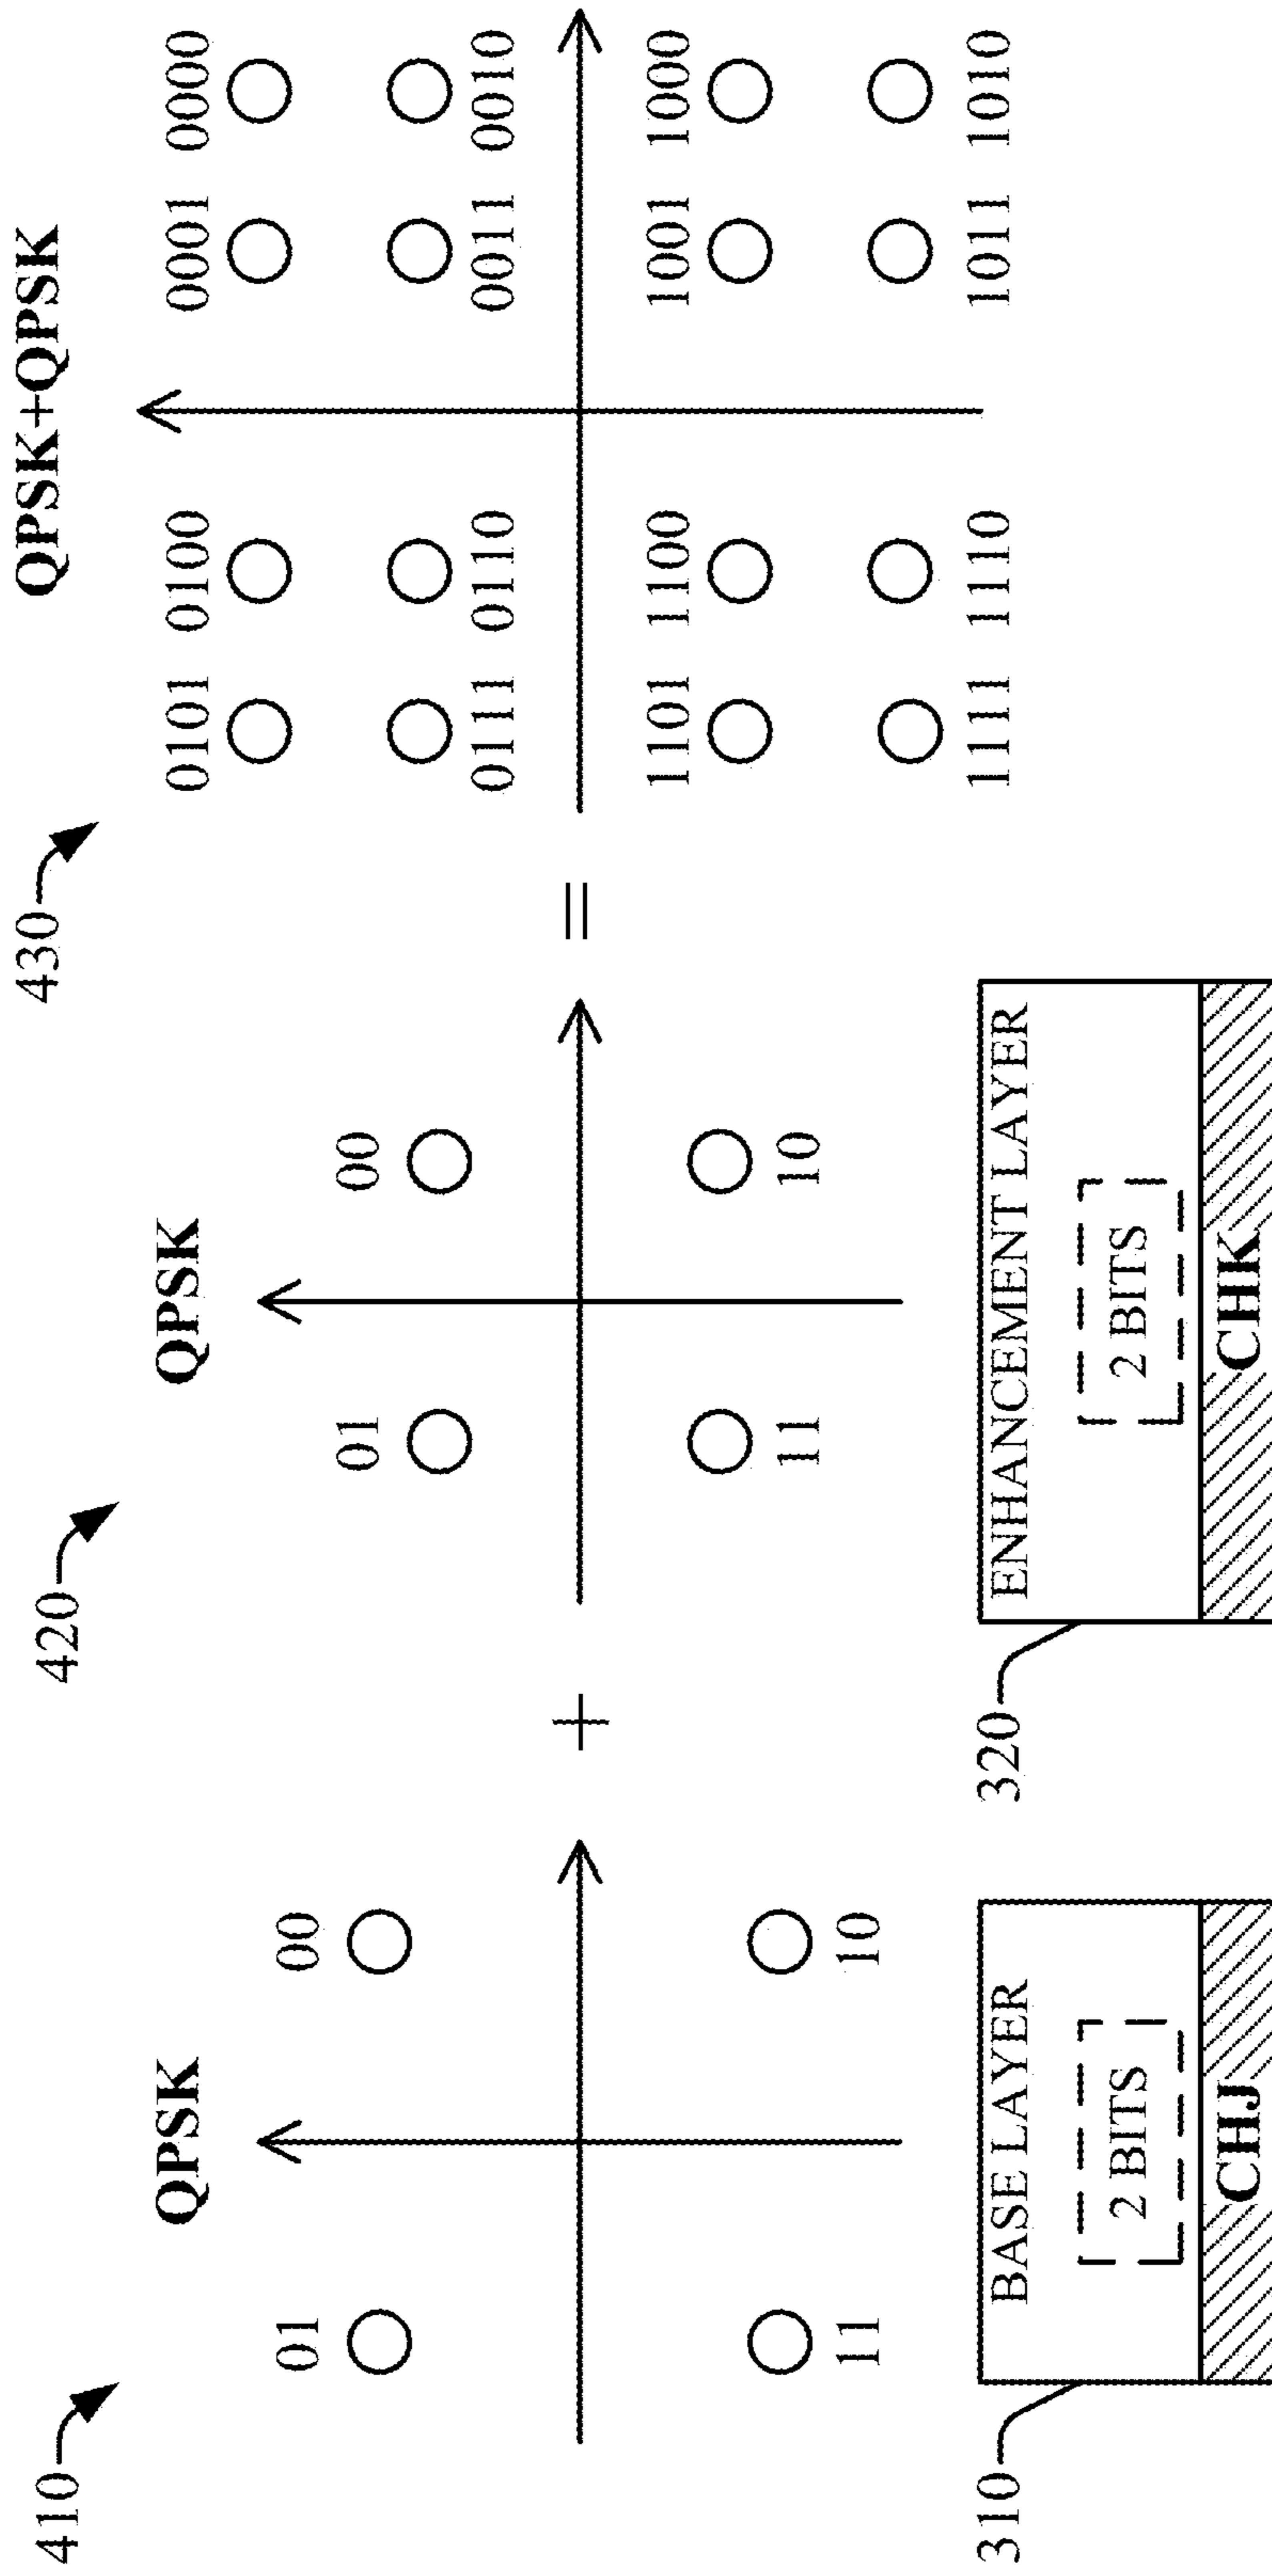 410
QPSK
01 00
11 10
310
BASE LAYER
2 BITS
CHJ
+
420
QPSK
01 00
11 10
320
ENHANCEMENT LAYER
2 BITS
CHK
=
430
QPSK+QPSK
0101 0100 0001 0000
0111 0110 0011 0010
1101 1100 1001 1000
1111 1110 1011 1010